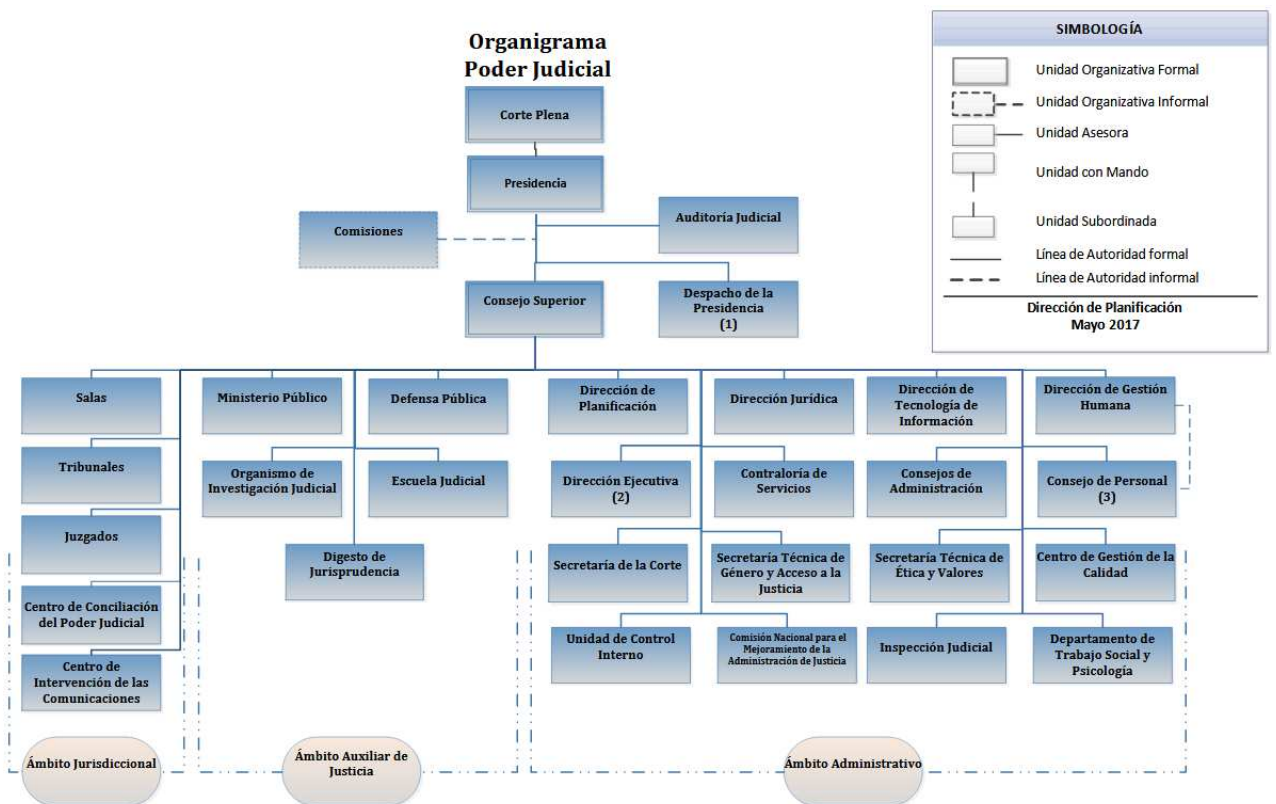 Organigrama
Poder Judicial
Corte Plena
Presidencia
Comisiones
Auditoría Judicial
Consejo Superior
Despacho de la
Presidencia
(1)
SIMBOLOGÍA
Unidad Organizativa Formal
Unidad Organizativa Informal
Unidad Asesora
Unidad con Mando
Unidad Subordinada
Línea de Autoridad formal
Línea de Autoridad informal
Dirección de Planificación
Mayo 2017
Salas
Tribunales
Juzgados
Centro de Conciliación
del Poder Judicial
Centro de
Intervención de las
Comunicaciones
Ámbito Jurisdiccional
Ministerio Público
Defensa Pública
Organismo de
Investigación Judicial
Escuela Judicial
Digesto de
Jurisprudencia
Ámbito Auxiliar de
Justicia
Dirección de
Planificación
Dirección Jurídica
Dirección de
Tecnología de
Información
Dirección de Gestión
Humana
Dirección Ejecutiva
(2)
Contraloría de
Servicios
Consejos de
Administración
Consejo de Personal
(3)
Secretaría de la Corte
Secretaría Técnica de
Género y Acceso a la
Justicia
Secretaría Técnica de
Ética y Valores
Centro de Gestión de la
Calidad
Unidad de Control
Interno
Comisión Nacional para el
Mejoramiento de la
Administración de Justicia
Inspección Judicial
Departamento de
Trabajo Social y
Psicología
Ámbito Administrativo